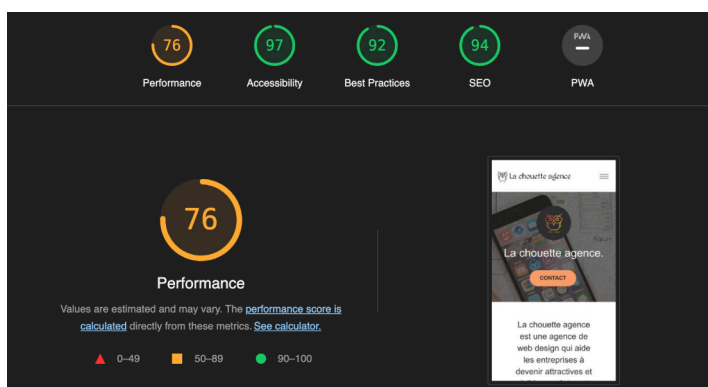 76
97
92
94
PWA
Performance
Accessibility
Best Practices
SEO
PWA
76
Performance
Values are estimated and may vary. The performance score is
calculated directly from these metrics. See calculator.
0–49
50–89
90–100
La chouette agence
La chouette agence.
CONTACT
La chouette agence
est une agence de
web design qui aide
les entreprises à
devenir attractives et